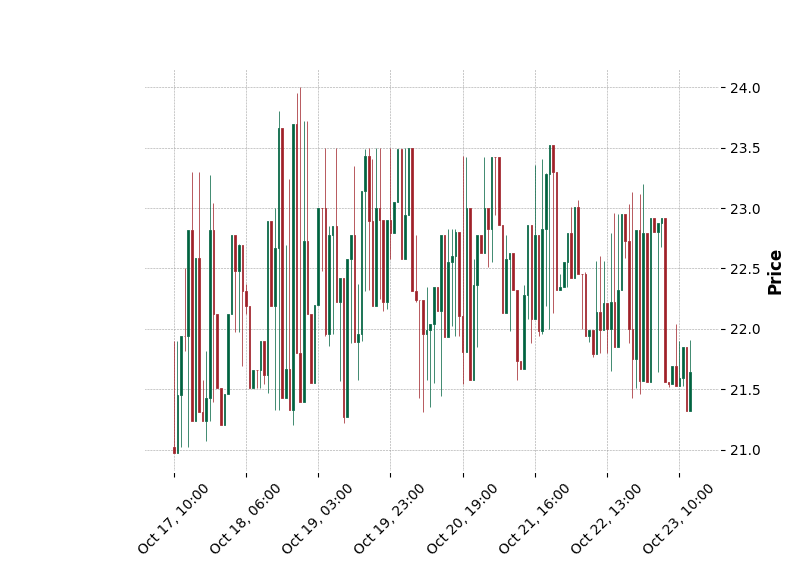 24.0
23.5
23.0
22.5
22.0
21.5
21.0
Price
Oct 17, 10:00
Oct 18, 06:00
Oct 19, 03:00
Oct 19, 23:00
Oct 20, 19:00
Oct 21, 16:00
Oct 22, 13:00
Oct 23, 10:00